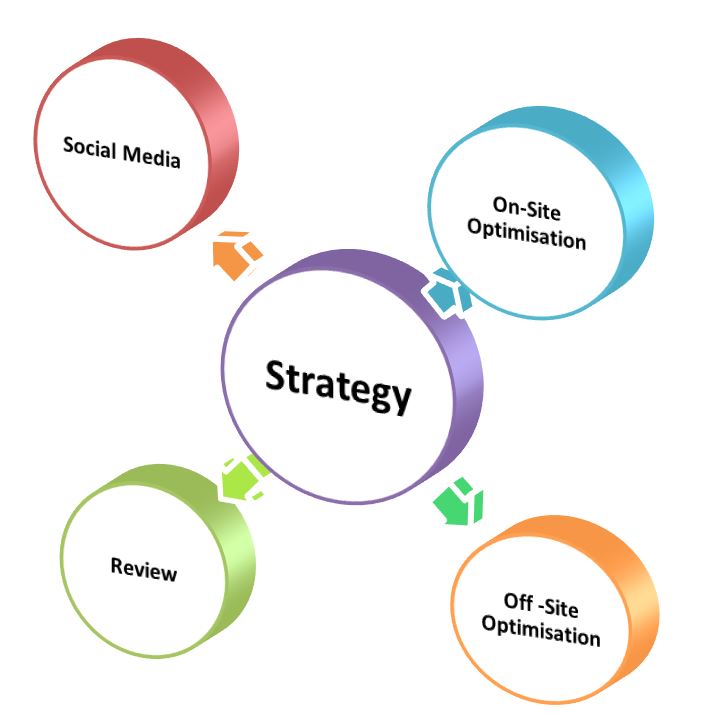 Social Media
On-Site
Optimisation
Strategy
Review
Off -Site
Optimisation